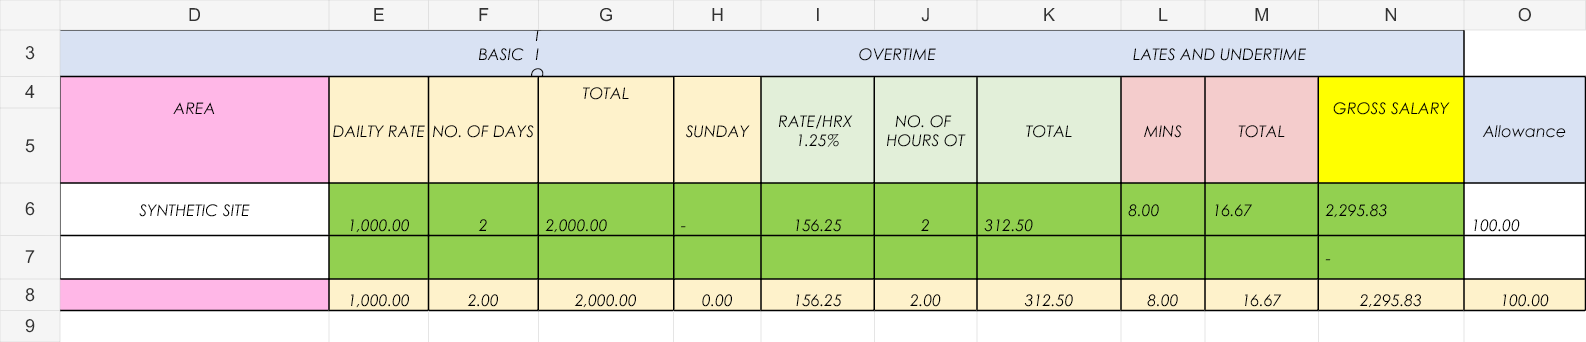 D E F G H I J K L M N O
3 BASIC OVERTIME LATES AND UNDERTIME
4 AREA TOTAL GROSS SALARY
5 DAILTY RATE NO. OF DAYS SUNDAY RATE/HRX 1.25% NO. OF HOURS OT TOTAL MINS TOTAL Allowance
6 SYNTHETIC SITE 1,000.00 2 2,000.00 - 156.25 2 312.50 8.00 16.67 2,295.83 100.00
7 -
8 1,000.00 2.00 2,000.00 0.00 156.25 2.00 312.50 8.00 16.67 2,295.83 100.00
9